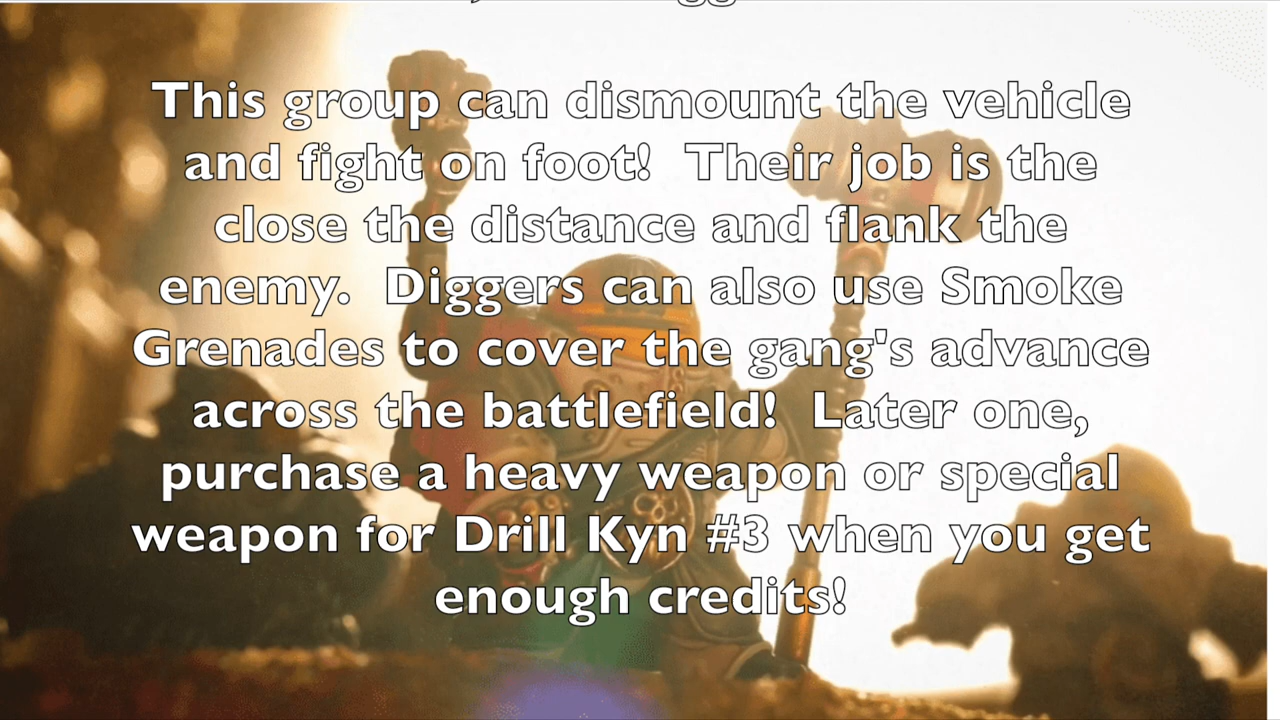 This group can dismount the vehicle
and fight on foot!  Their job is the
close the distance and flank the
enemy.  Diggers can also use Smoke
Grenades to cover the gang's advance
across the battlefield!  Later one,
purchase a heavy weapon or special
weapon for Drill Kyn #3 when you get
enough credits!